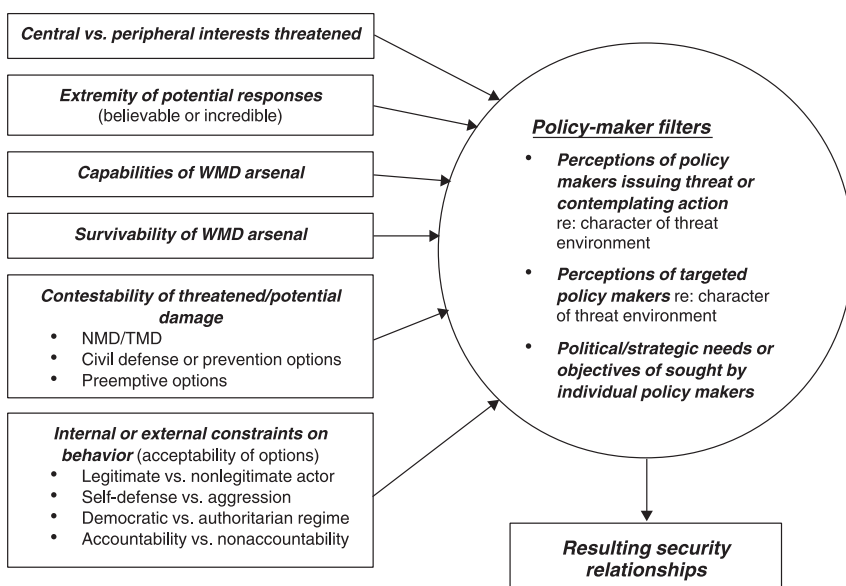 Central vs. peripheral interests threatened
Extremity of potential responses
(believable or incredible)
Capabilities of WMD arsenal
Survivability of WMD arsenal
Contestability of threatened/potential
damage
• NMD/TMD
• Civil defense or prevention options
• Preemptive options
Internal or external constraints on
behavior (acceptability of options)
• Legitimate vs. nonlegitimate actor
• Self-defense vs. aggression
• Democratic vs. authoritarian regime
• Accountability vs. nonaccountability
Policy-maker filters
• Perceptions of policy
makers issuing threat or
contemplating action
re: character of threat
environment
• Perceptions of targeted
policy makers re: character
of threat environment
• Political/strategic needs or
objectives of sought by
individual policy makers
Resulting security
relationships